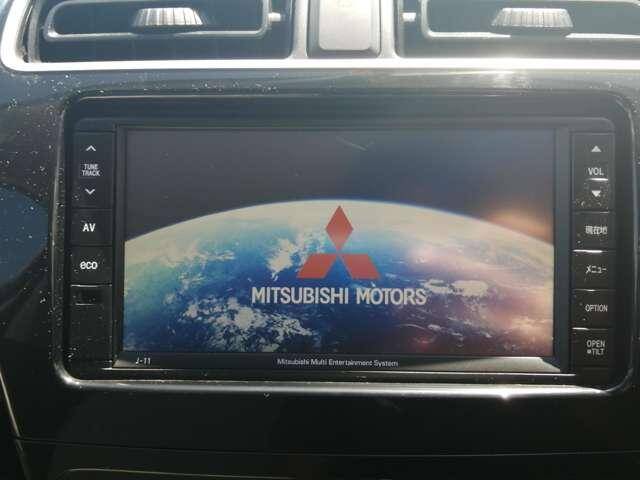 TUNE
TRACK
AV
eco
VOL
現在地
メニュー
OPTION
OPEN
TILT
MITSUBISHI MOTORS
J-11
Mitsubishi Multi Entertainment System